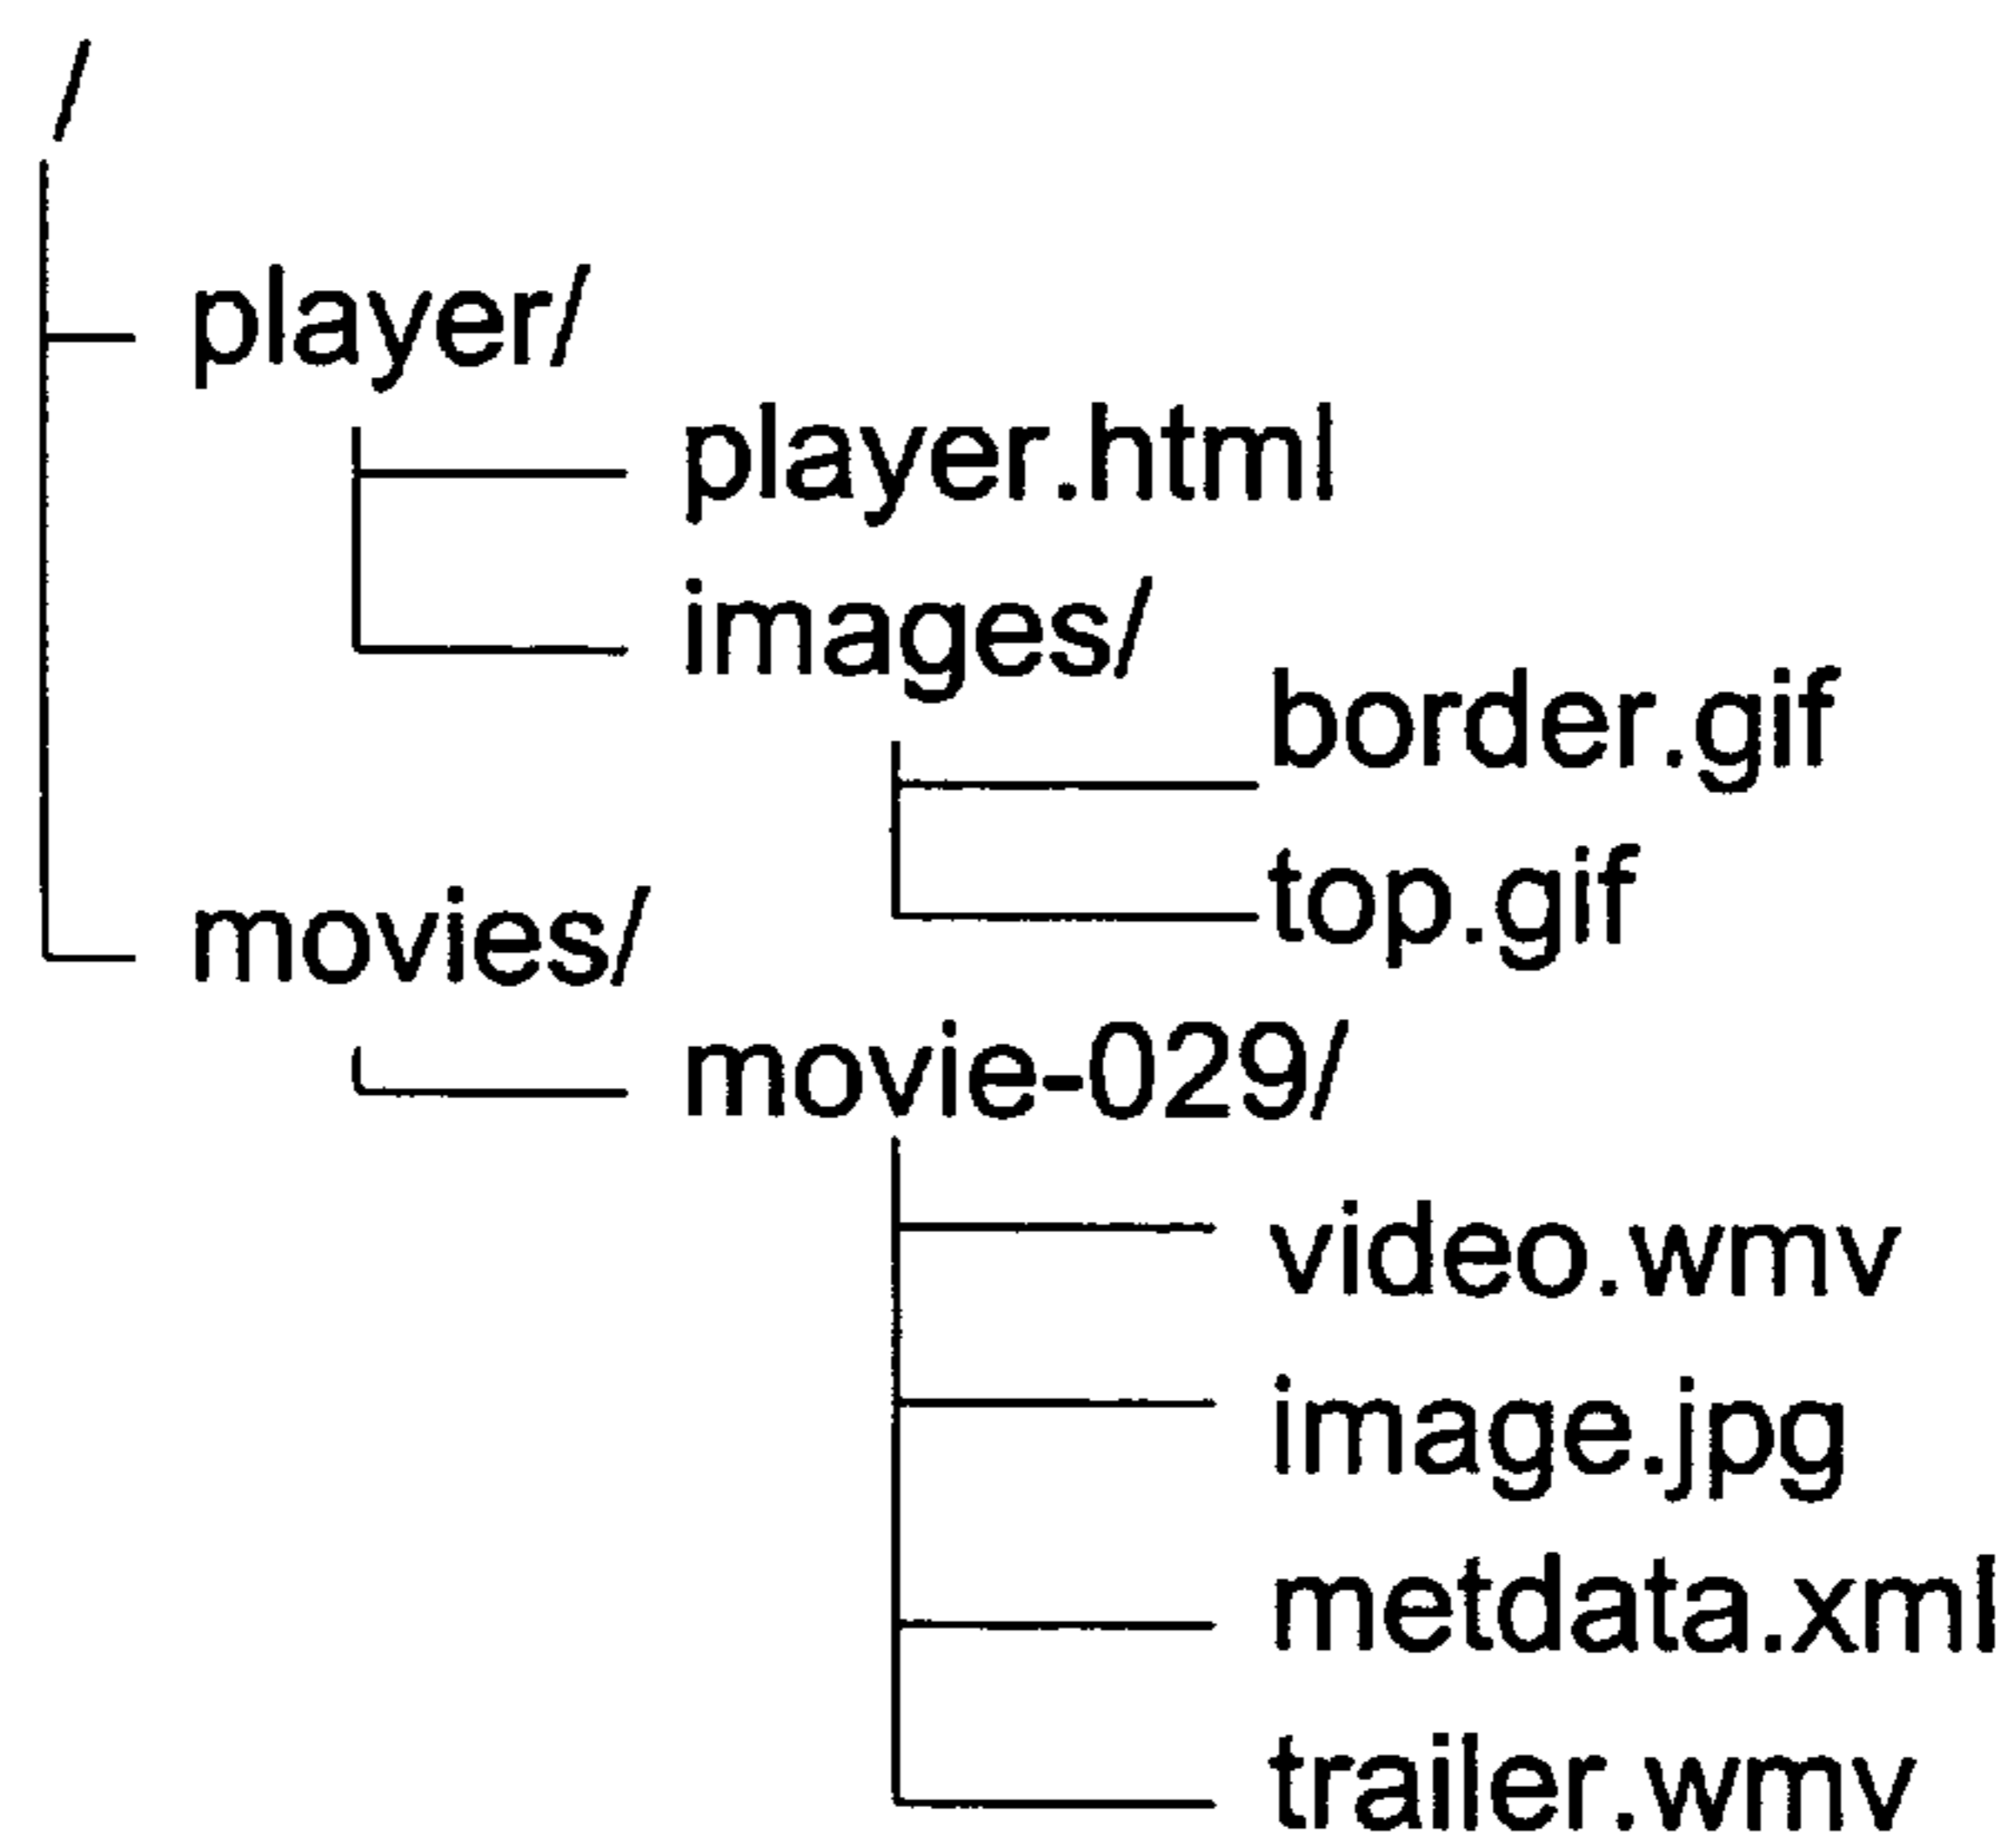 /
player/
player.html
images/
border.gif
top.gif
movies/
movie-029/
video.wmv
image.jpg
metdata.xml
trailer.wmv